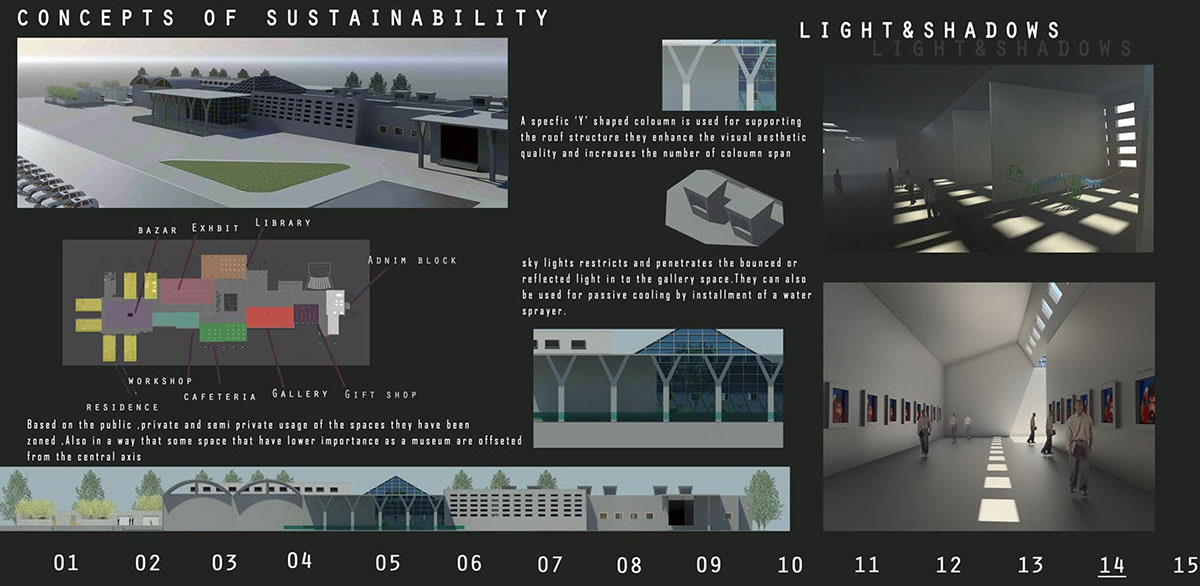 CONCEPTS OF SUSTAINABILITY
BAZAR
EXHBIT
LIBRARY
ADNIM BLOCK
WORKSHOP
RESIDENCE
CAFETERIA
GALLERY
GIFT SHOP
Based on the public ,private and semi private usage of the spaces they have been
zoned ,Also in a way that some space that have lower importance as a museum are offseted
from the central axis
A specfic 'Y' shaped coloumn is used for supporting
the roof structure they enhance the visual aesthetic
quality and increases the number of coloumn span
sky lights restricts and penetrates the bounced or
reflected light in to the gallery space.They can also
be used for passive cooling by installment of a water
sprayer.
LIGHT&SHADOWS
LIGHT&SHADOWS
01 02 03 04 05 06 07 08 09 10 11 12 13 14 15